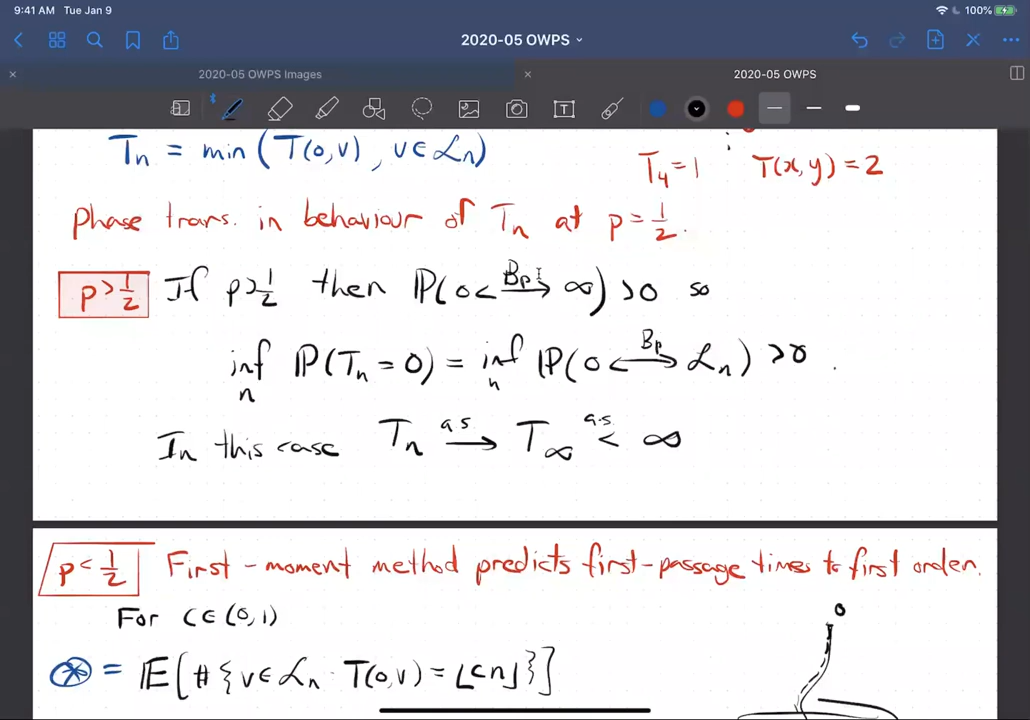 9:41 AM Tue Jan 9
100%
2020-05 OWPS
2020-05 OWPS Images
2020-05 OWPS
Tn = min (T(0,v), v∈ℒn)
T4=1 T(x,y)=2
Phase trans. in behaviour of Tn at p=1/2.
p>1/2 If p>1/2 then ℙ(0 <-Bp-> ∞)>0 so
inf n ℙ(Tn=0) = inf n ℙ(0 <-Bp-> ℒn) >0.
In this case Tn a.s → T∞ a.s < ∞
p<1/2 First-moment method predicts first-passage times to first order.
For c∈(0,1)
0
⊛ = 𝔼[#{v∈ℒn. T(0,v)=⌊cn⌋}]